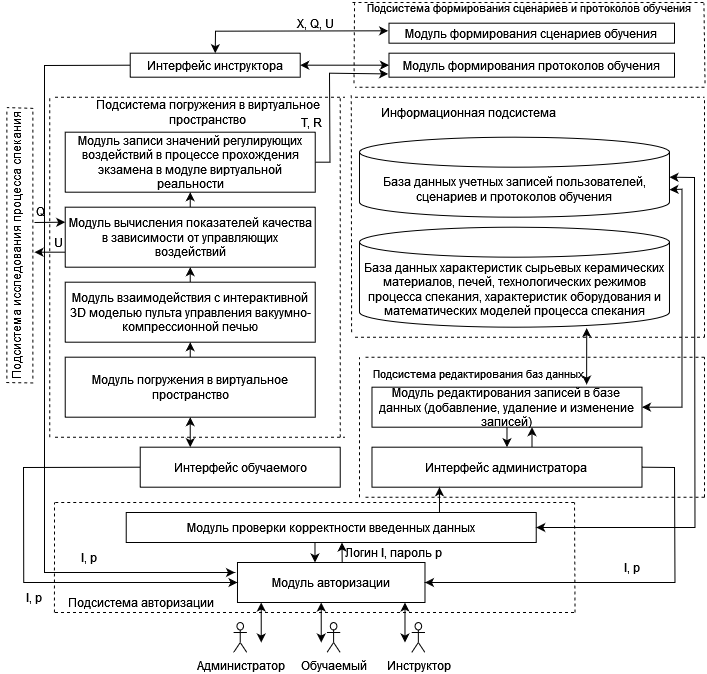 Подсистема формирования сценариев и протоколов обучения
X, Q, U
Модуль формирования сценариев обучения
Интерфейс инструктора
Модуль формирования протоколов обучения
Подсистема погружения в виртуальное
пространство
T, R
Информационная подсистема
Модуль записи значений регулирующих
воздействий в процессе прохождения
экзамена в модуле виртуальной
реальности
База данных учетных записей пользователей,
сценариев и протоколов обучения
Подсистема исследования процесса спекания
Q
U
Модуль вычисления показателей качества
в зависимости от управляющих
воздействий
База данных характеристик сырьевых керамических
материалов, печей, технологических режимов
процесса спекания, характеристик оборудования и
математических моделей процесса спекания
Модуль взаимодействия с интерактивной
3D моделью пульта управления вакуумно-
компрессионной печью
Модуль погружения в виртуальное
пространство
Подсистема редактирования баз данных
Модуль редактирования записей в базе
данных (добавление, удаление и изменение
записей)
Интерфейс обучаемого
Интерфейс администратора
Модуль проверки корректности введенных данных
Логин l, пароль p
l, p
l, p
l, p
Модуль авторизации
Подсистема авторизации
Администратор
Обучаемый
Инструктор